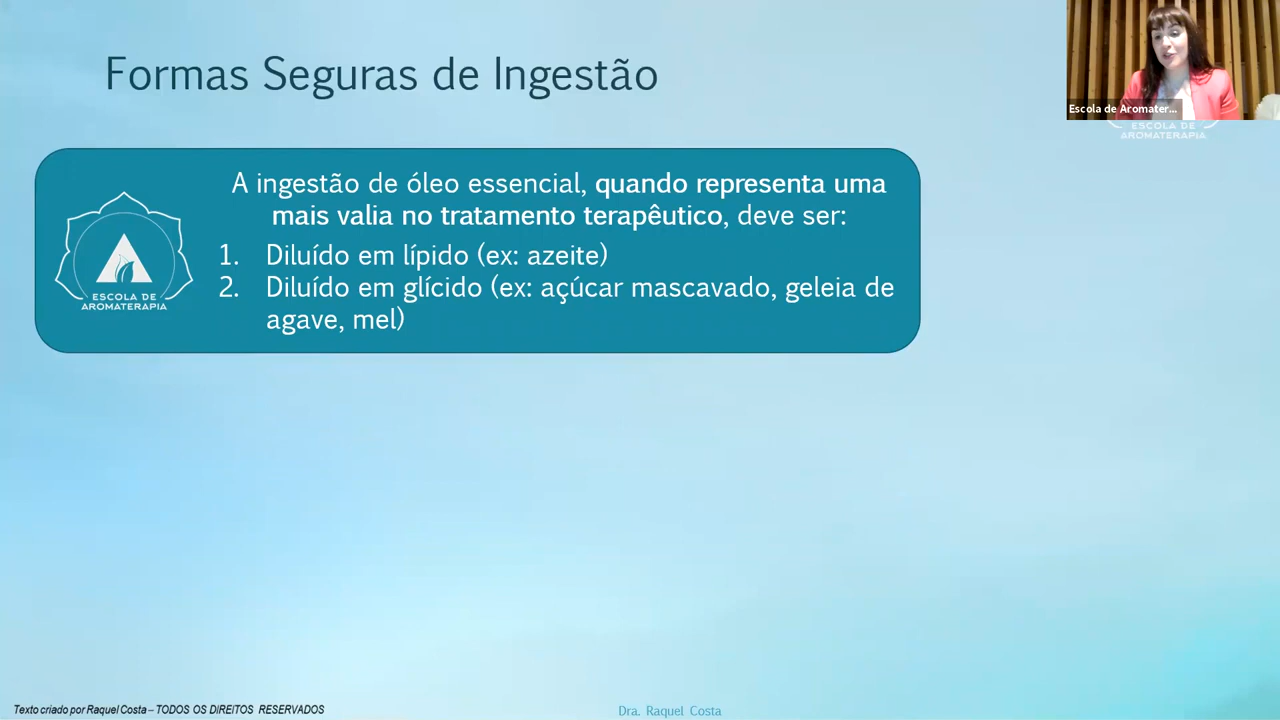 Formas Seguras de Ingestão
Escola de Aromater...
ESCOLA DE
AROMATERAPIA
A ingestão de óleo essencial, quando representa uma
mais valia no tratamento terapêutico, deve ser:
1. Diluído em lípido (ex: azeite)
2. Diluído em glícido (ex: açúcar mascavado, geleia de
agave, mel)
ESCOLA DE
AROMATERAPIA
Texto criado por Raquel Costa – TODOS OS DIREITOS RESERVADOS
Dra. Raquel Costa